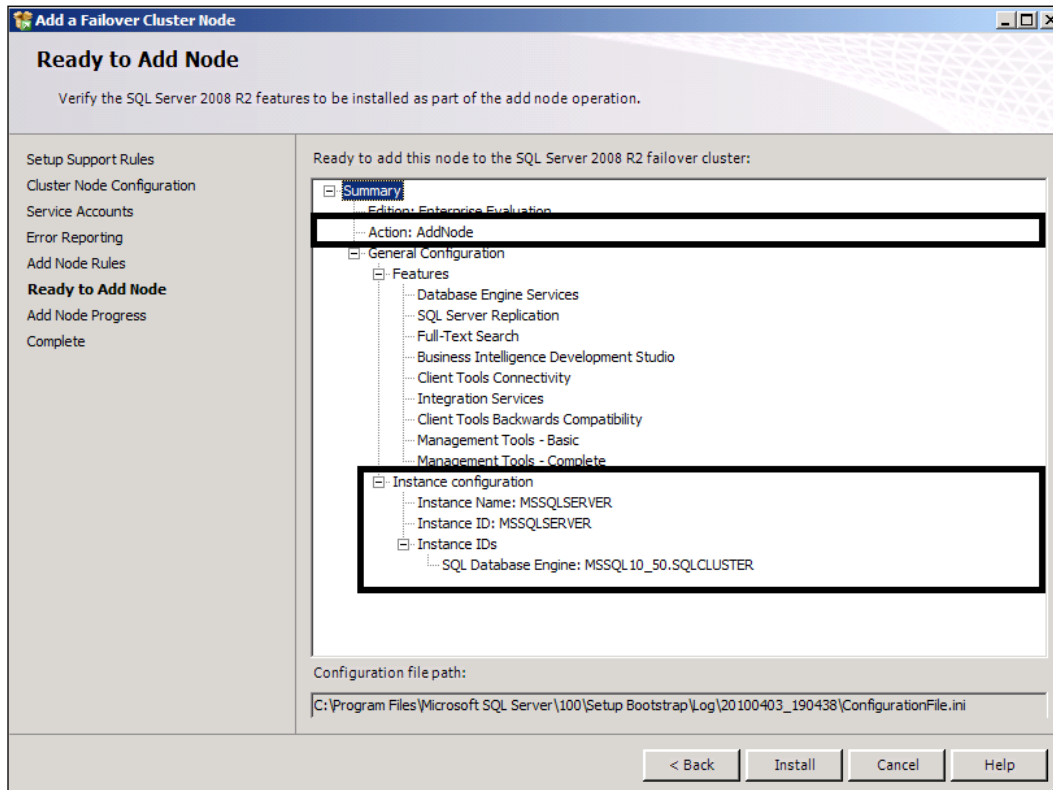 Add a Failover Cluster Node
Ready to Add Node
Verify the SQL Server 2008 R2 features to be installed as part of the add node operation.
Setup Support Rules
Cluster Node Configuration
Service Accounts
Error Reporting
Add Node Rules
Ready to Add Node
Add Node Progress
Complete
Ready to add this node to the SQL Server 2008 R2 failover cluster:
Summary
Edition: Enterprise Evaluation
Action: AddNode
General Configuration
Features
Database Engine Services
SQL Server Replication
Full-Text Search
Business Intelligence Development Studio
Client Tools Connectivity
Integration Services
Client Tools Backwards Compatibility
Management Tools - Basic
Management Tools - Complete
Instance configuration
Instance Name: MSSQLSERVER
Instance ID: MSSQLSERVER
Instance IDs
SQL Database Engine: MSSQL10_50.SQLCLUSTER
Configuration file path:
C:\Program Files\Microsoft SQL Server\100\Setup Bootstrap\Log\20100403_190438\ConfigurationFile.ini
< Back
Install
Cancel
Help